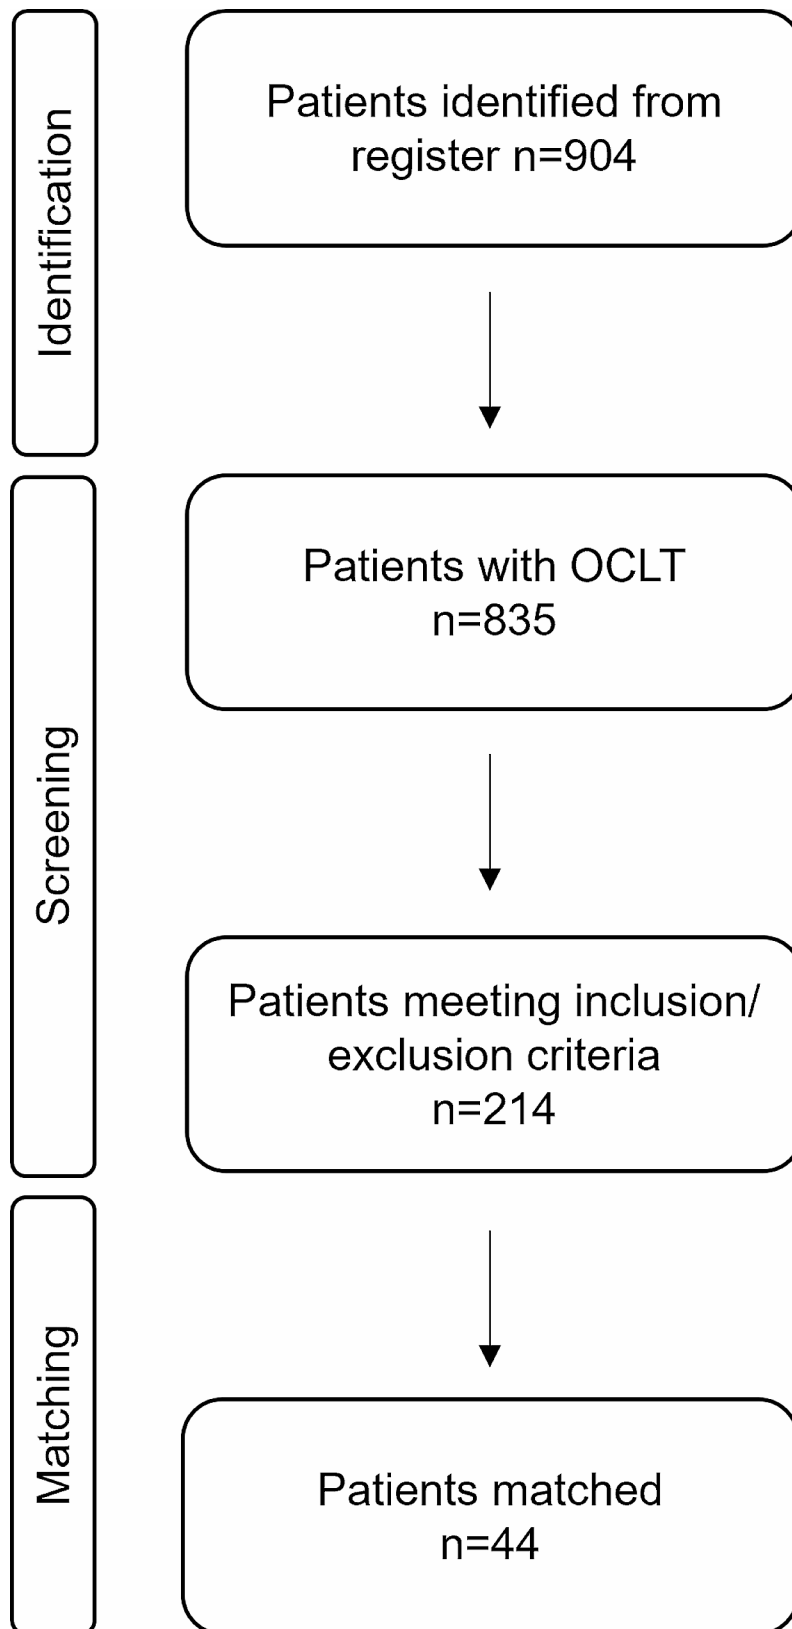 Identification
Patients identified from
register n=904
Screening
Patients with OCLT
n=835
Patients meeting inclusion/
exclusion criteria
n=214
Matching
Patients matched
n=44